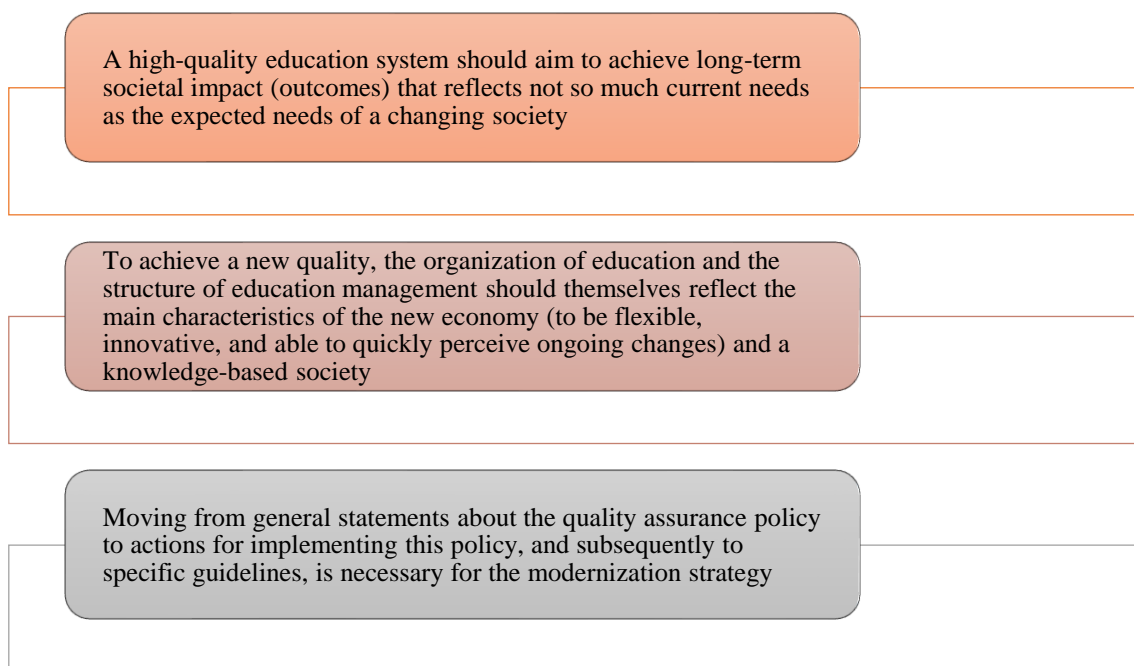 A high-quality education system should aim to achieve long-term
societal impact (outcomes) that reflects not so much current needs
as the expected needs of a changing society
To achieve a new quality, the organization of education and the
structure of education management should themselves reflect the
main characteristics of the new economy (to be flexible,
innovative, and able to quickly perceive ongoing changes) and a
knowledge-based society
Moving from general statements about the quality assurance policy
to actions for implementing this policy, and subsequently to
specific guidelines, is necessary for the modernization strategy